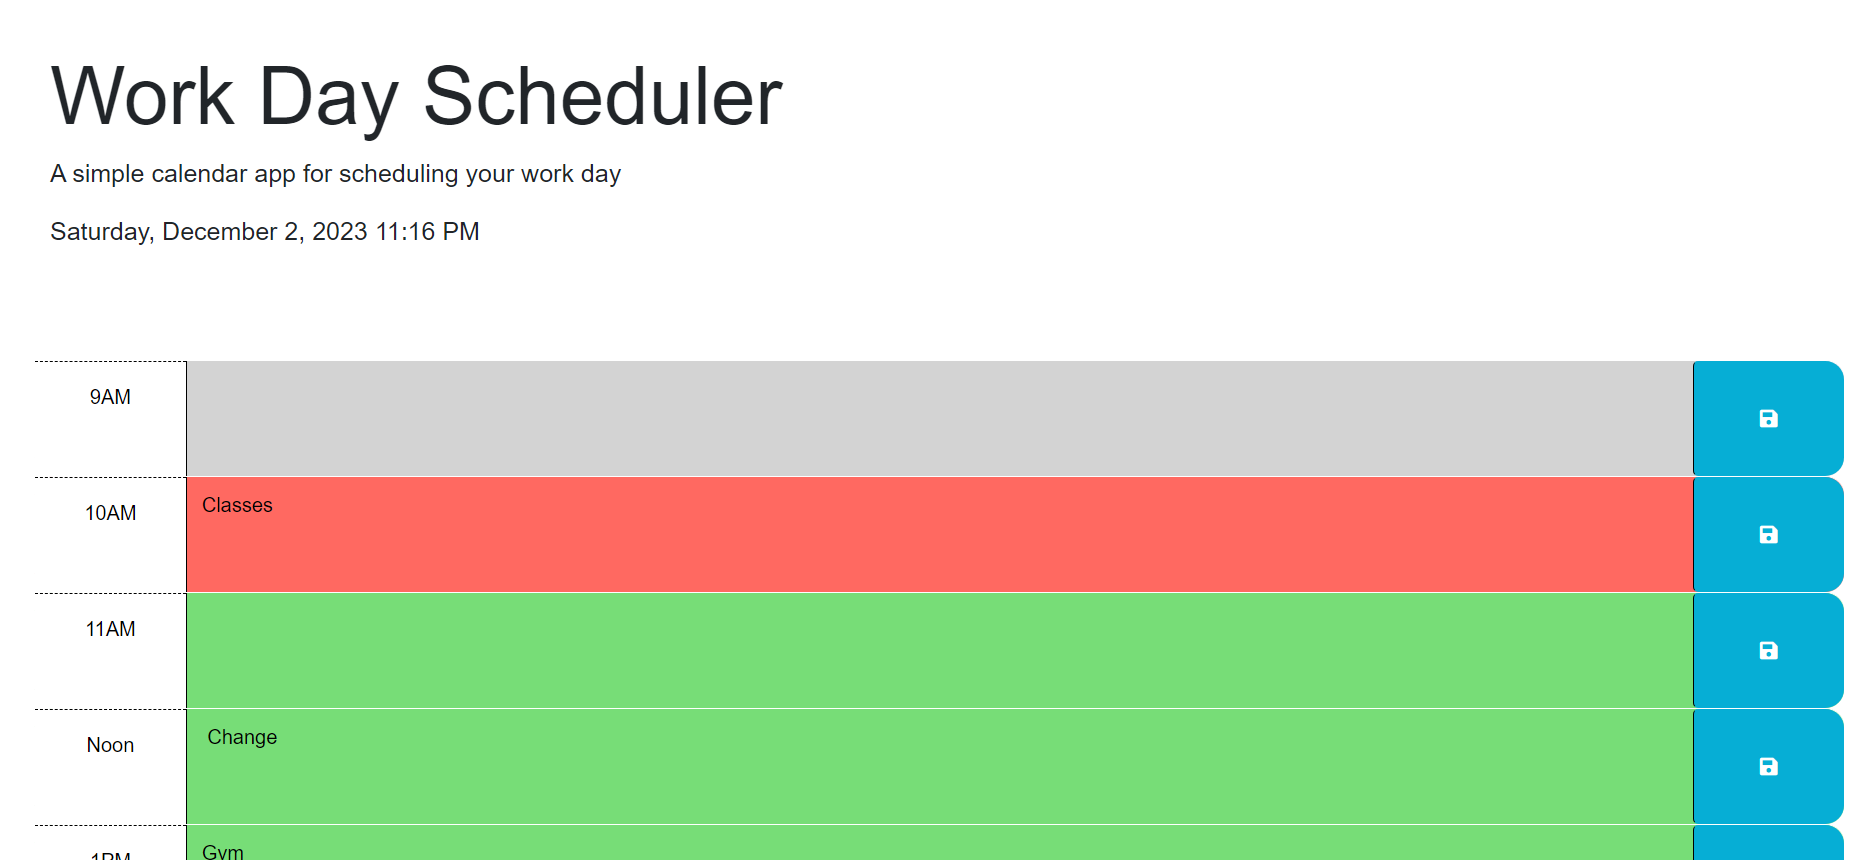 Work Day Scheduler
A simple calendar app for scheduling your work day
Saturday, December 2, 2023 11:16 PM
9AM
10AM
Classes
11AM
Noon
Change
1PM
Gym